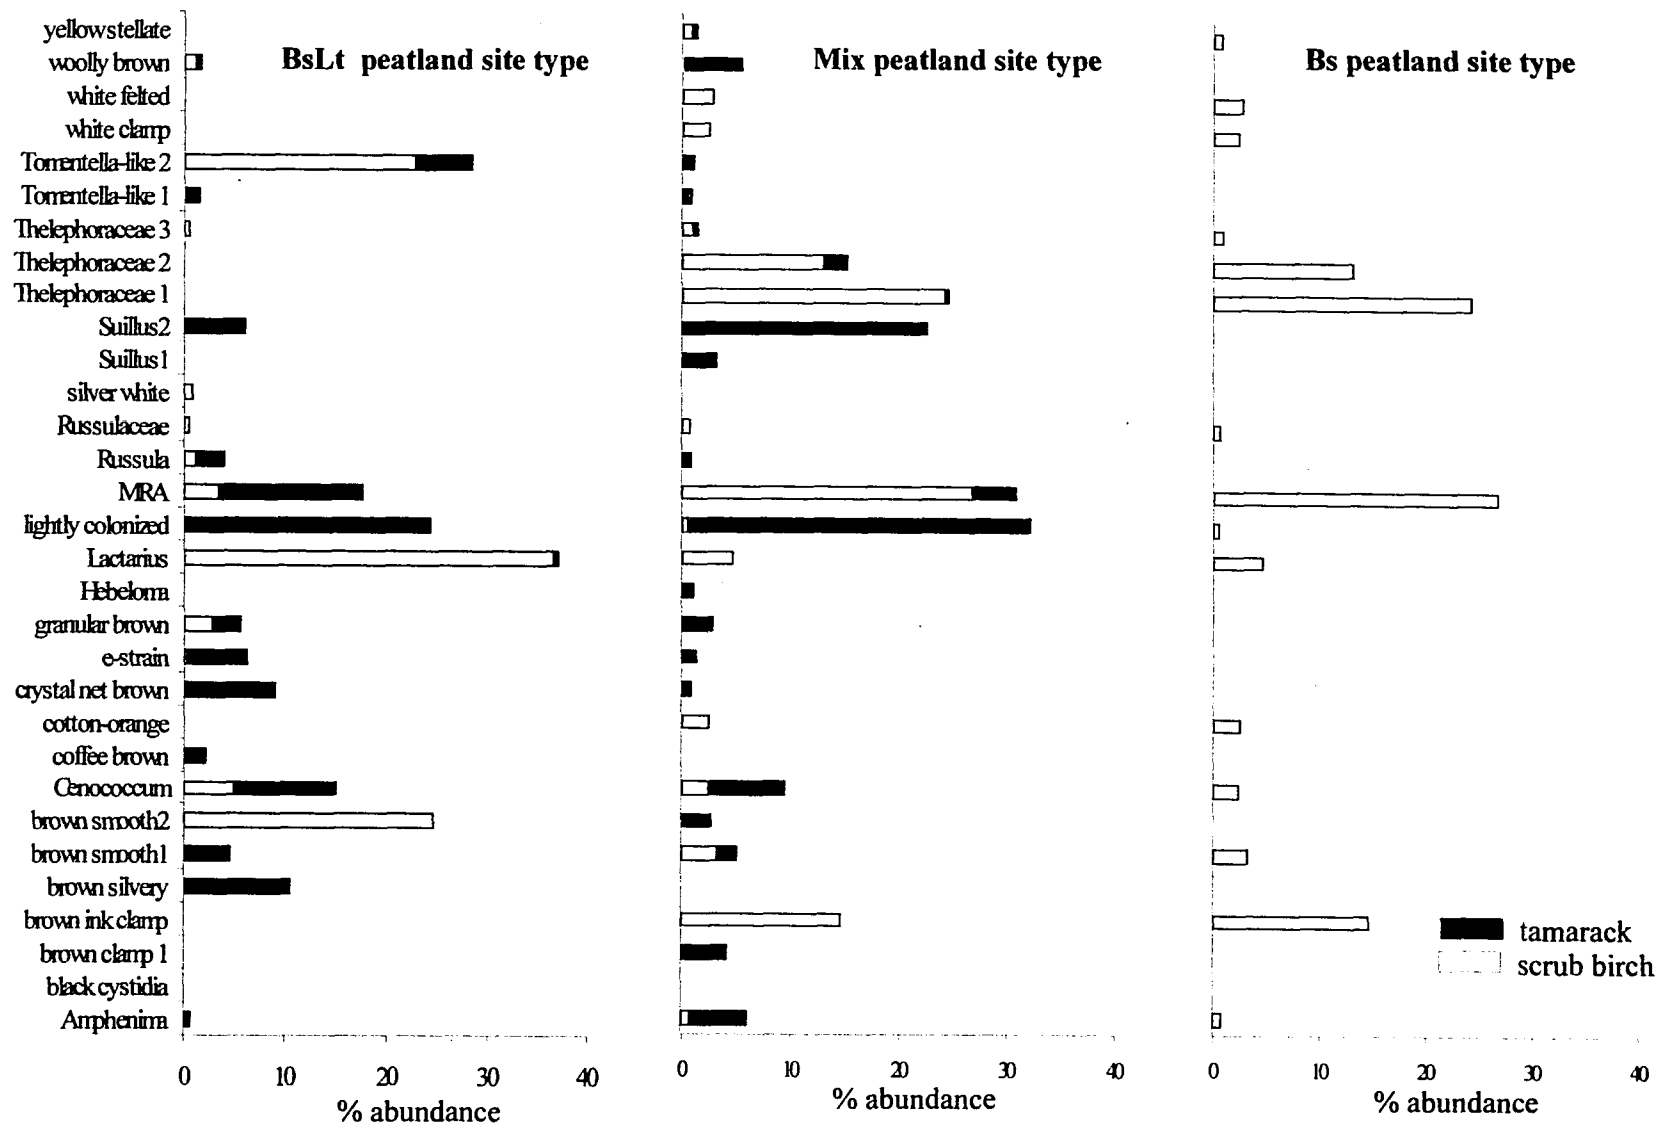 yellow stellate
woolly brown
white felted
white clamp
Tomentella-like 2
Tomentella-like 1
Thelephoraceae 3
Thelephoraceae 2
Thelephoraceae 1
Suillus2
Suillus1
silver white
Russulaceae
Russula
MRA
lightly colonized
Lactarius
Hebeloma
granular brown
e-strain
crystal net brown
cotton-orange
coffee brown
Cenococcum
brown smooth2
brown smooth1
brown silvery
brown ink clamp
brown clamp 1
black cystidia
Amphenima
BsLt peatland site type
0 10 20 30 40
% abundance
Mix peatland site type
0 10 20 30 40
% abundance
Bs peatland site type
tamarack
scrub birch
0 10 20 30 40
% abundance